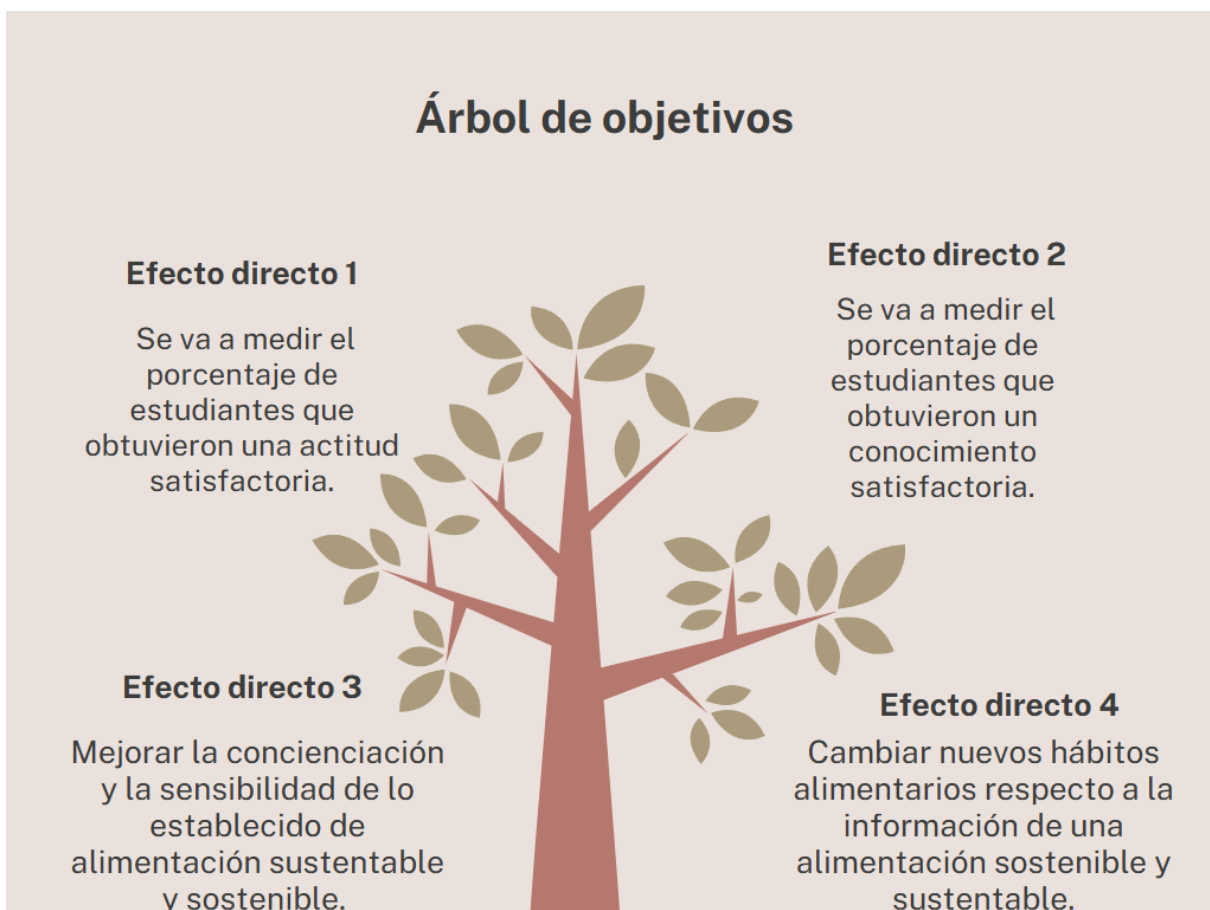 Árbol de objetivos
Efecto directo 1
Se va a medir el
porcentaje de
estudiantes que
obtuvieron una actitud
satisfactoria.
Efecto directo 2
Se va a medir el
porcentaje de
estudiantes que
obtuvieron un
conocimiento
satisfactoria.
Efecto directo 3
Mejorar la concienciación
y la sensibilidad de lo
establecido de
alimentación sustentable
y sostenible.
Efecto directo 4
Cambiar nuevos hábitos
alimentarios respecto a la
información de una
alimentación sostenible y
sustentable.